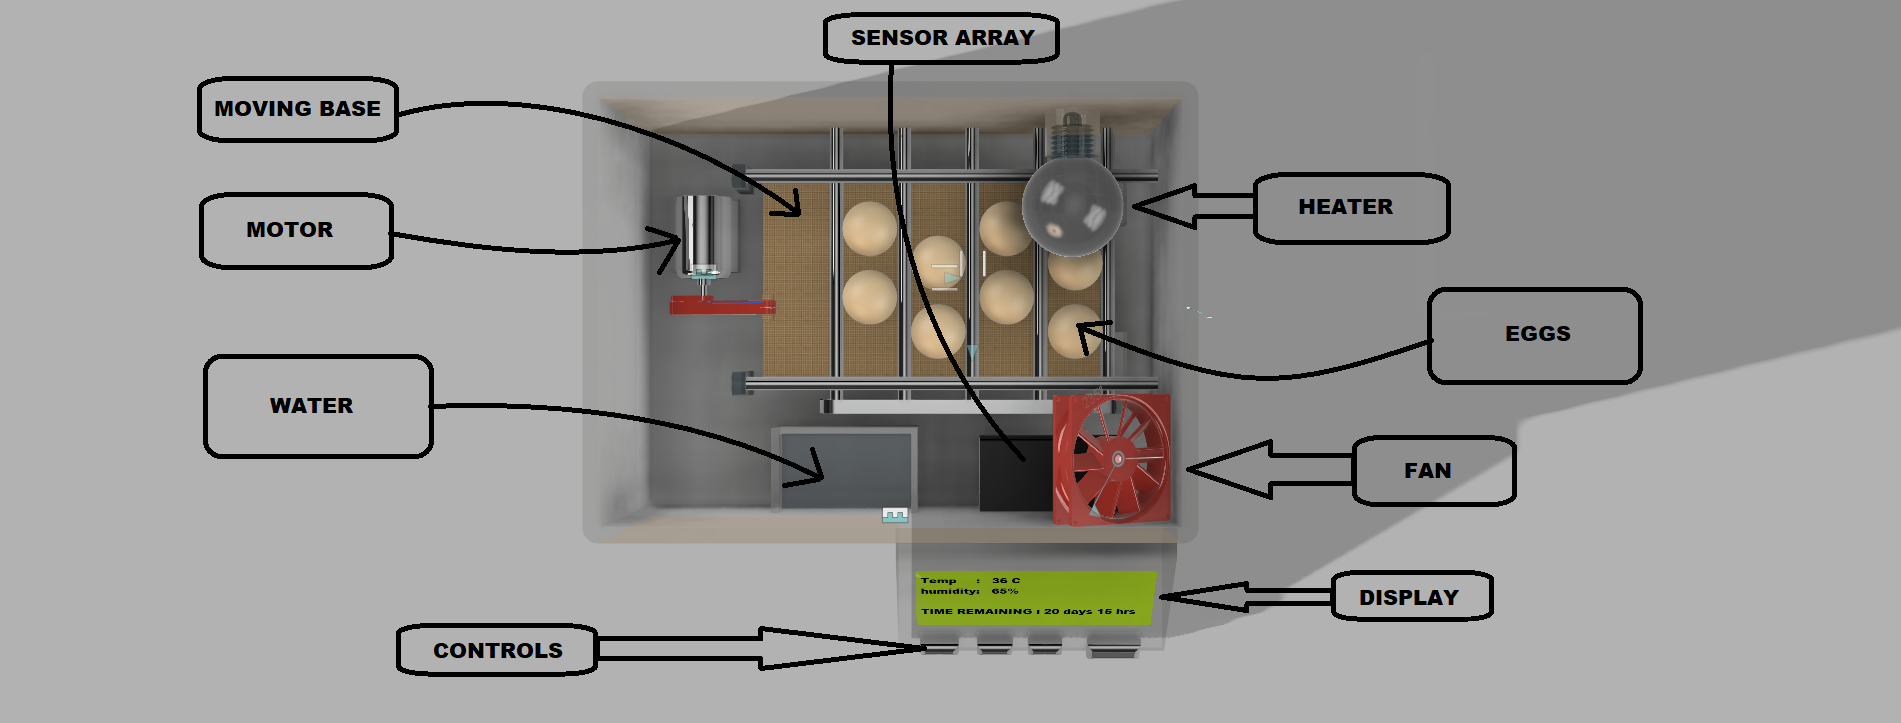 SENSOR ARRAY
MOVING BASE
MOTOR
HEATER
EGGS
WATER
FAN
Temp : 36 C
humidity: 65%
TIME REMAINING : 20 days 15 hrs
DISPLAY
CONTROLS